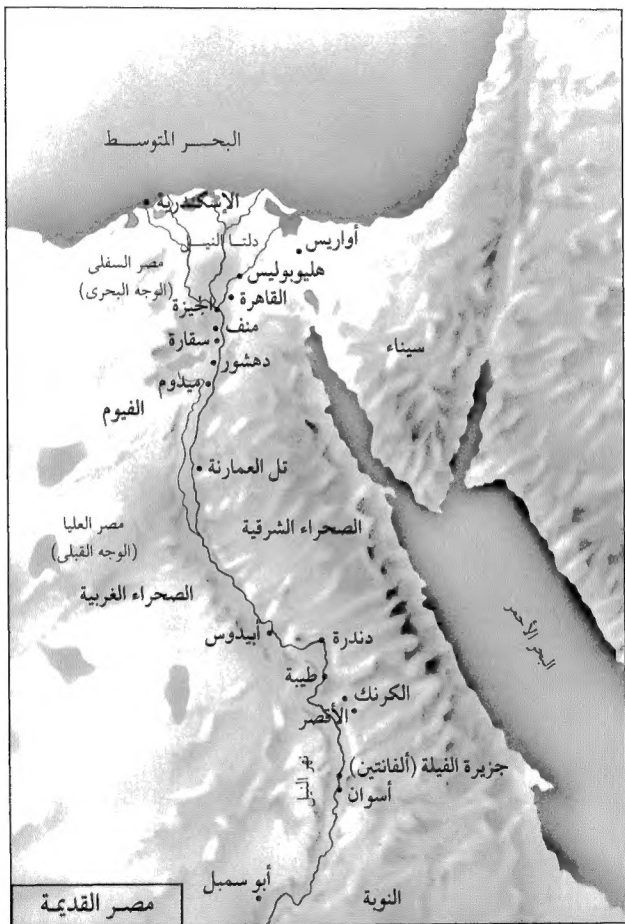 البحر المتوسط
الإسكندرية
دلتا النيل
أواريس
مصر السفلى
(الوجه البحرى)
هليوبوليس
القاهرة
الجيزة
منف
سقارة
سيناء
دهشور
ميدوم
الفيوم
تل العمارنة
مصر العليا
(الوجه القبلى)
الصحراء الشرقية
الصحراء الغربية
البحر الأحمر
أبيدوس
دندرة
طيبة
الكرنك
الأقصر
جزيرة الفيلة (ألفانتين)
أسوان
نهر النيل
أبو سمبل
النوبة
مصر القديمة